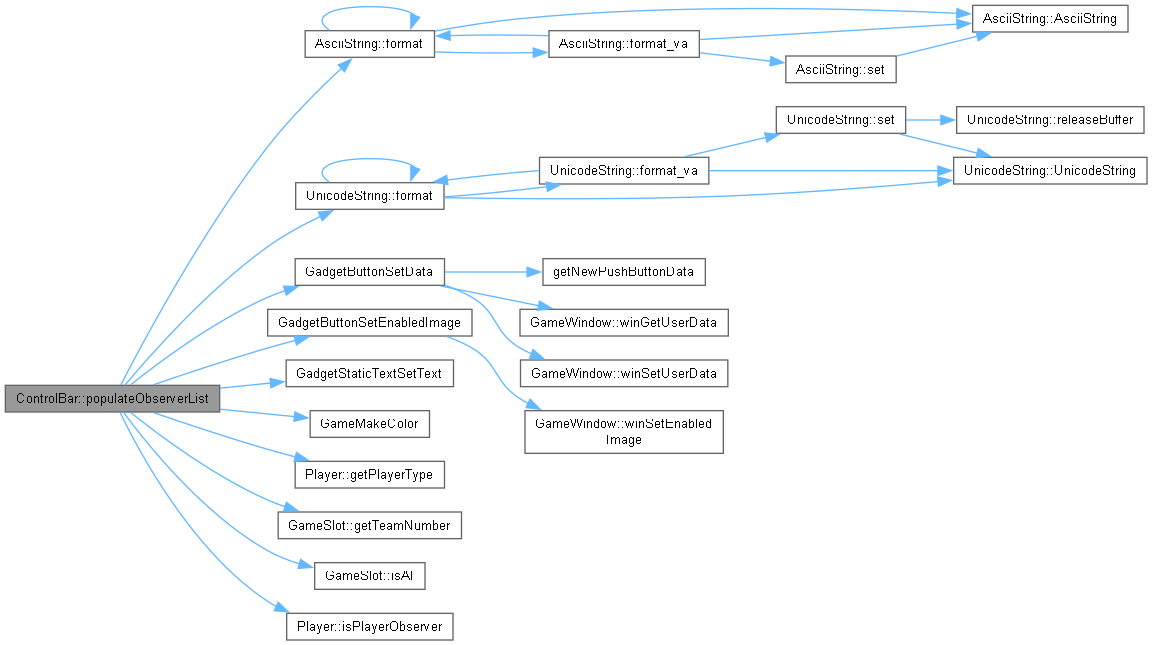 AsciiString::AsciiString
AsciiString::format
AsciiString::format_va
AsciiString::set
UnicodeString::set
UnicodeString::releaseBuffer
UnicodeString::format_va
UnicodeString::UnicodeString
UnicodeString::format
GadgetButtonSetData
getNewPushButtonData
GadgetButtonSetEnabledImage
GameWindow::winGetUserData
GadgetStaticTextSetText
GameWindow::winSetUserData
ControlBar::populateObserverList
GameMakeColor
GameWindow::winSetEnabled
Image
Player::getPlayerType
GameSlot::getTeamNumber
GameSlot::isAI
Player::isPlayerObserver